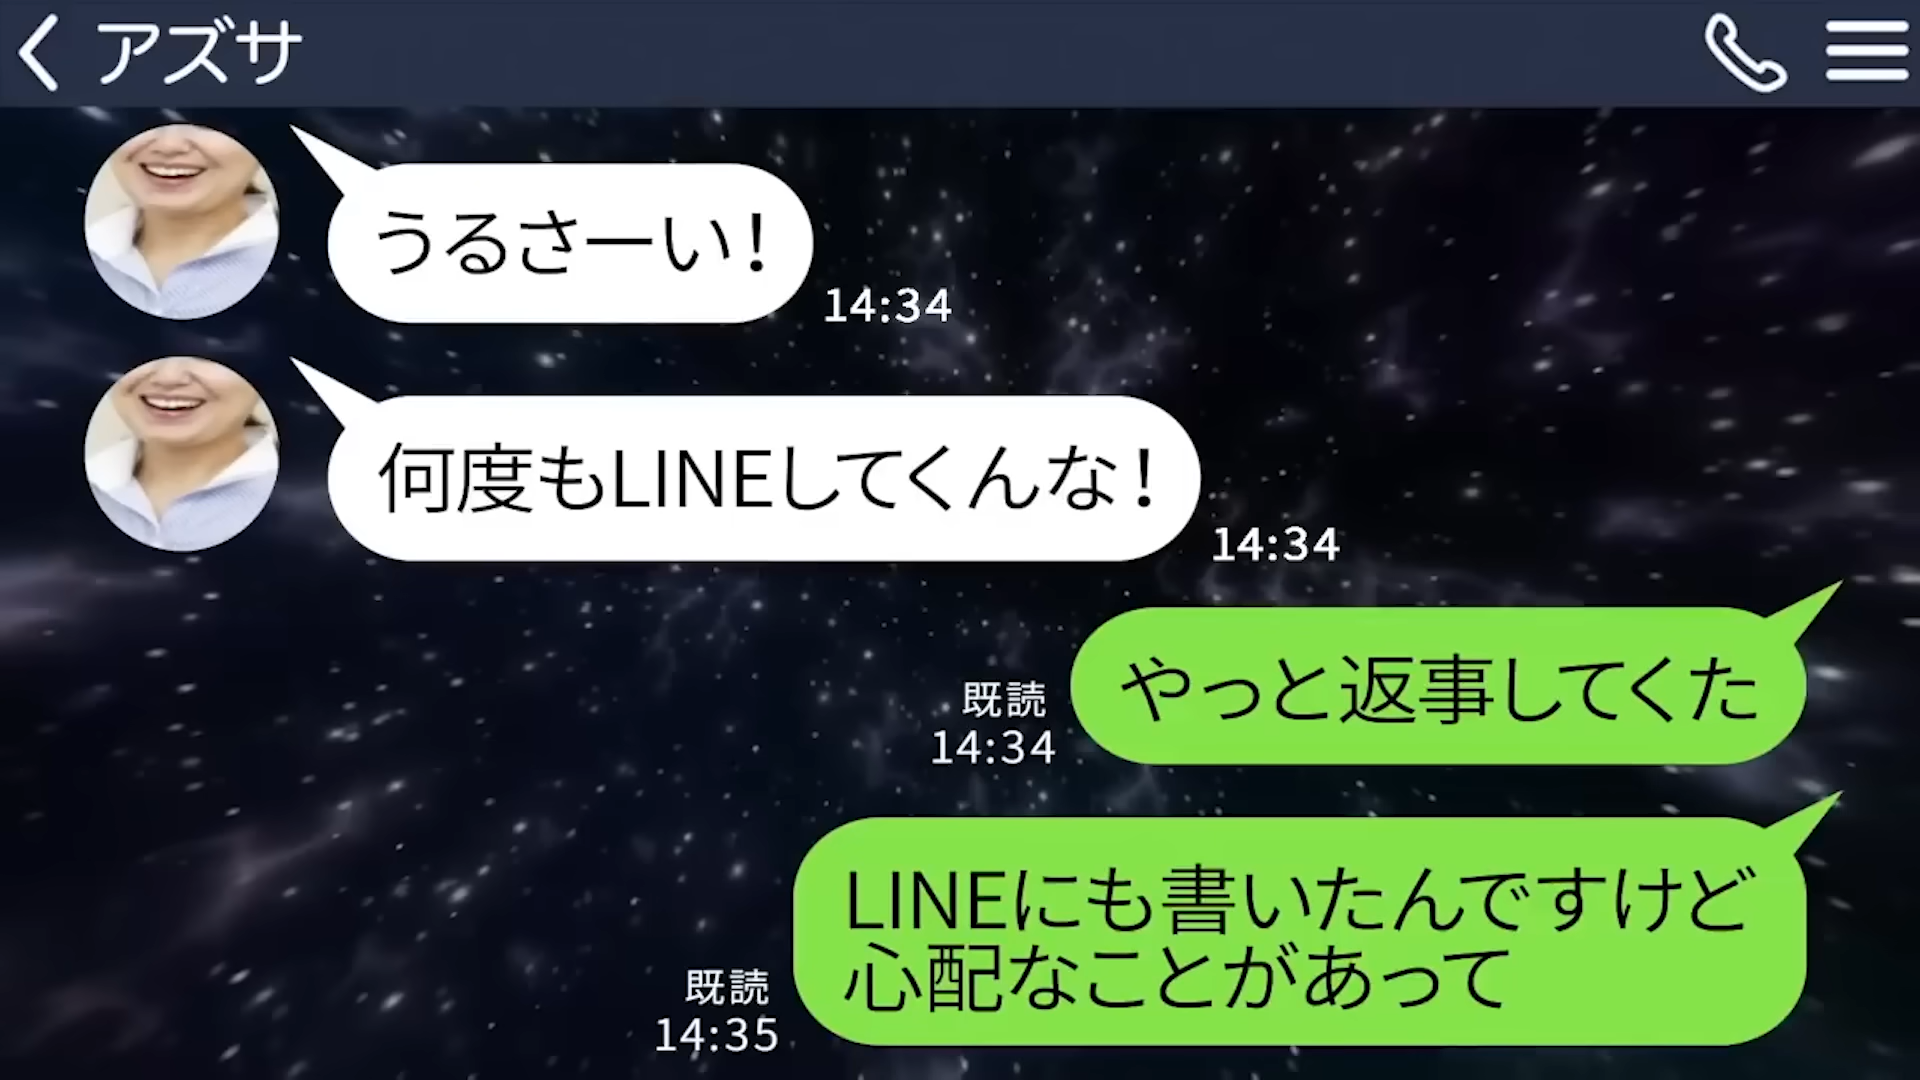 アズサ
うるさーい！
14:34
何度もLINEしてくんな！
14:34
やっと返事してくた
既読
14:34
LINEにも書いたんですけど
心配なことがあって
既読
14:35